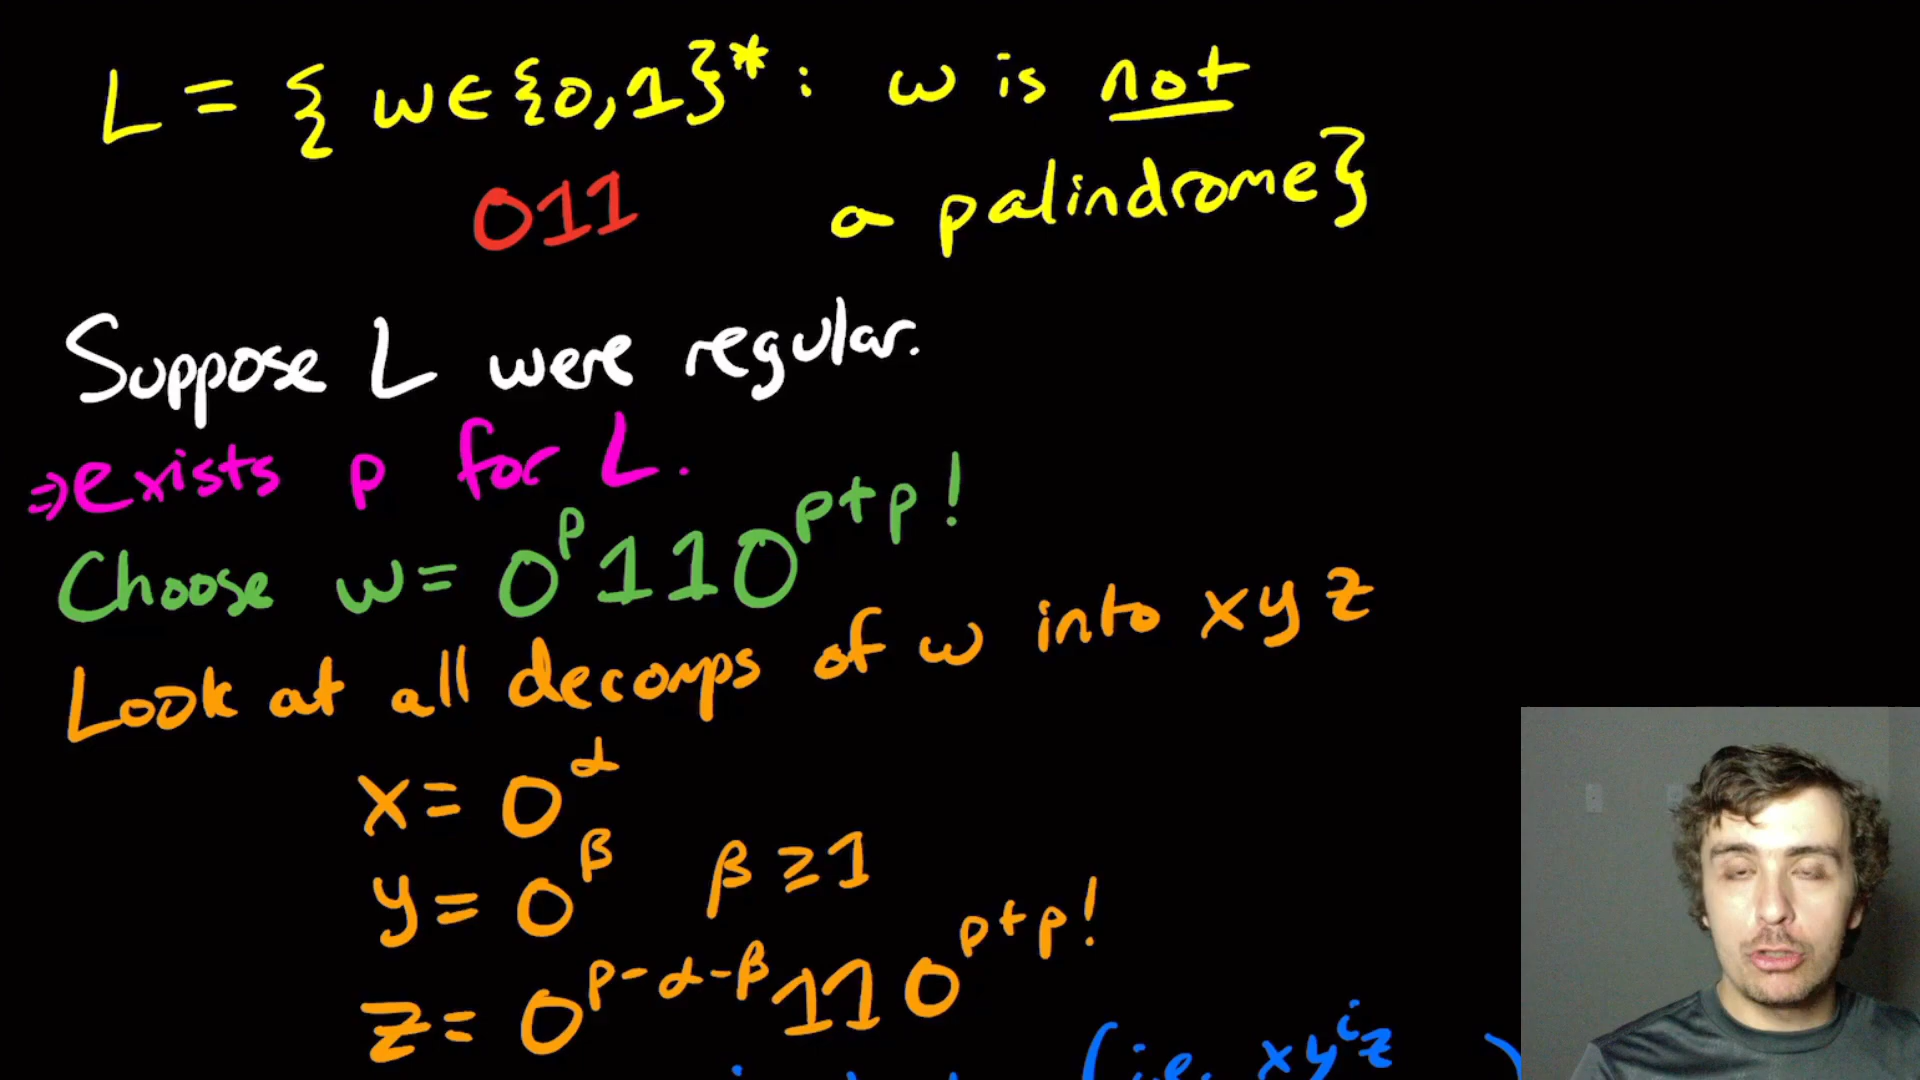 L = { w ∈ {0,1}* : w is not
a palindrome}
011
Suppose L were regular.
⇒ exists p for L.
Choose w = 0^p 110^{p+p!}
Look at all decomps of w into xyz
x = 0^α
y = 0^β β ≥ 1
z = 0^{p-α-β} 110^{p+p!}
(i.e. xy^i z )